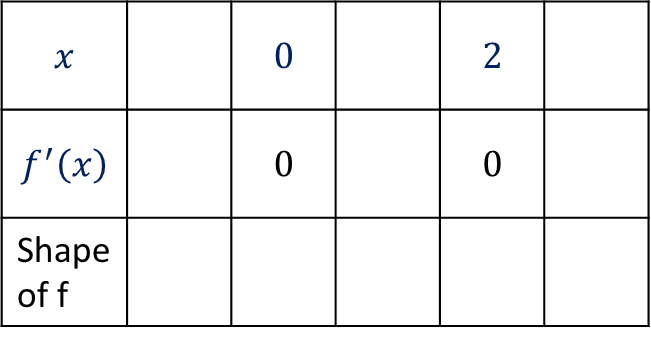 x 0 2
f′(x) 0 0
Shape
of f